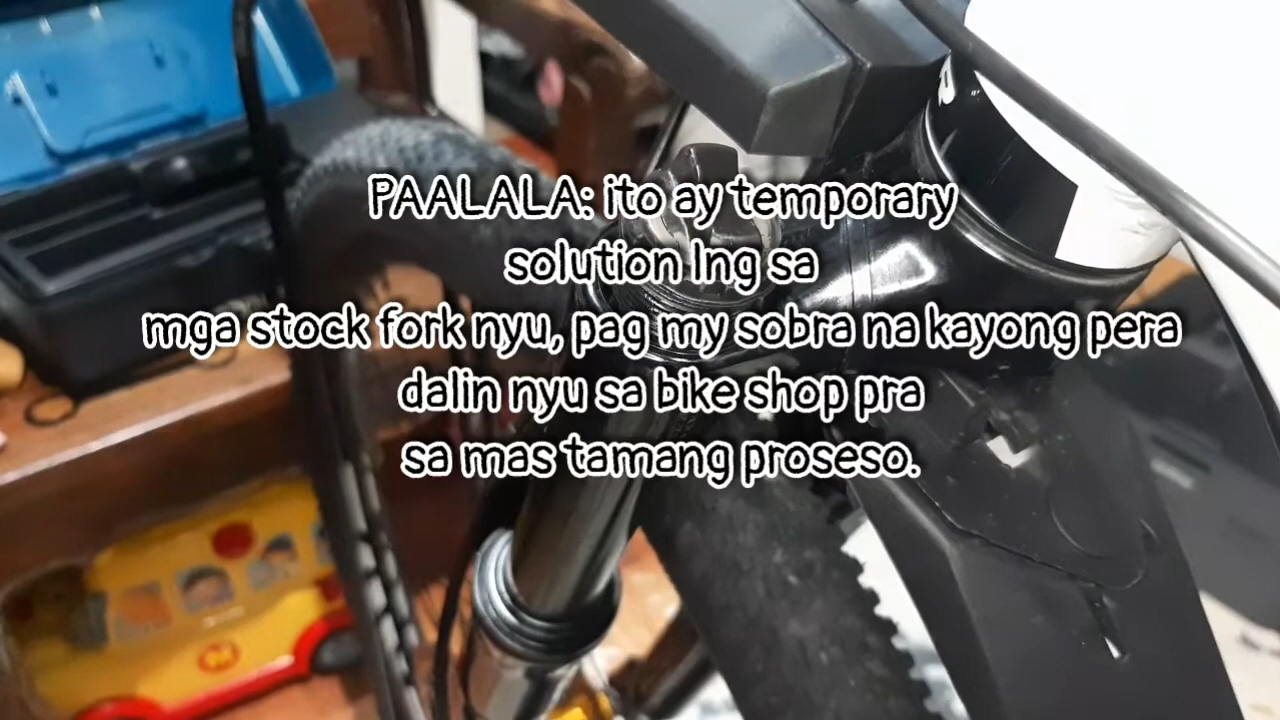 PAALALA: ito ay temporary
solution lng sa
mga stock fork nyu, pag my sobra na kayong pera
dalin nyu sa bike shop pra
sa mas tamang proseso.